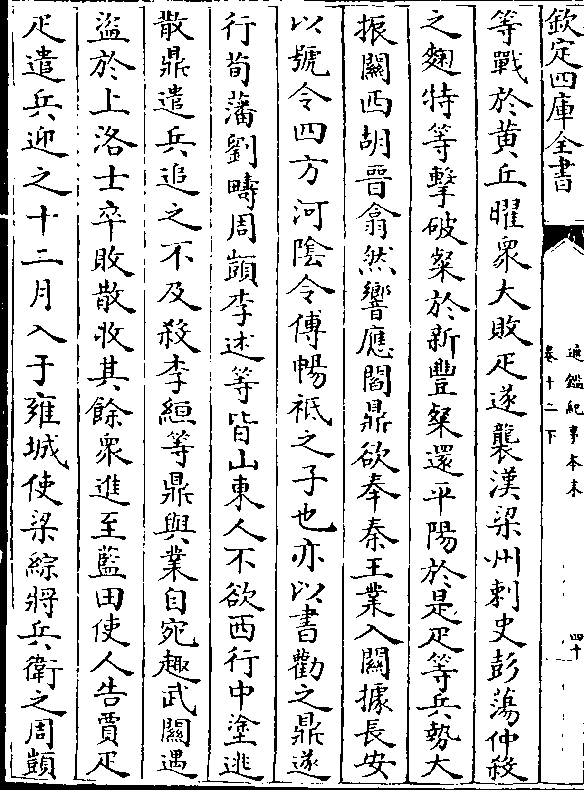 欽定四庫全書
通鑑紀事本末
卷十二下
四十
等戰於黃丘曜衆大敗疋遂襲漢梁州刺史彭蕩仲殺
之麴特等擊破粲於新豐粲還平陽於是疋等兵勢大
振關西胡晉翕然響應閻鼎欲奉秦王業入關據長安
以號令四方河陰令傅暢祗之子也亦以書勸之鼎遂
行荀藩劉疇周顗李述等皆山東人不欲西行中塗逃
散鼎遣兵追之不及殺李絙等鼎與業自宛趣武關遇
盜於上洛士卒敗散收其餘衆進至藍田使人告賈疋
疋遣兵迎之十二月入于雍城使梁綜將兵衛之周顗